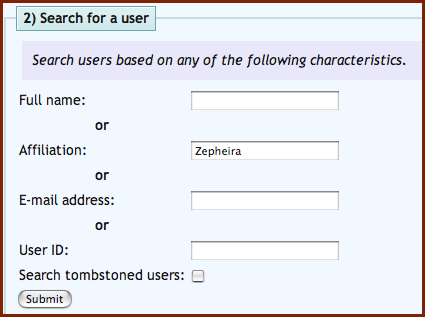 2) Search for a user
Search users based on any of the following characteristics.
Full name:
or
Affiliation: Zepheira
or
E-mail address:
or
User ID:
Search tombstoned users:
Submit